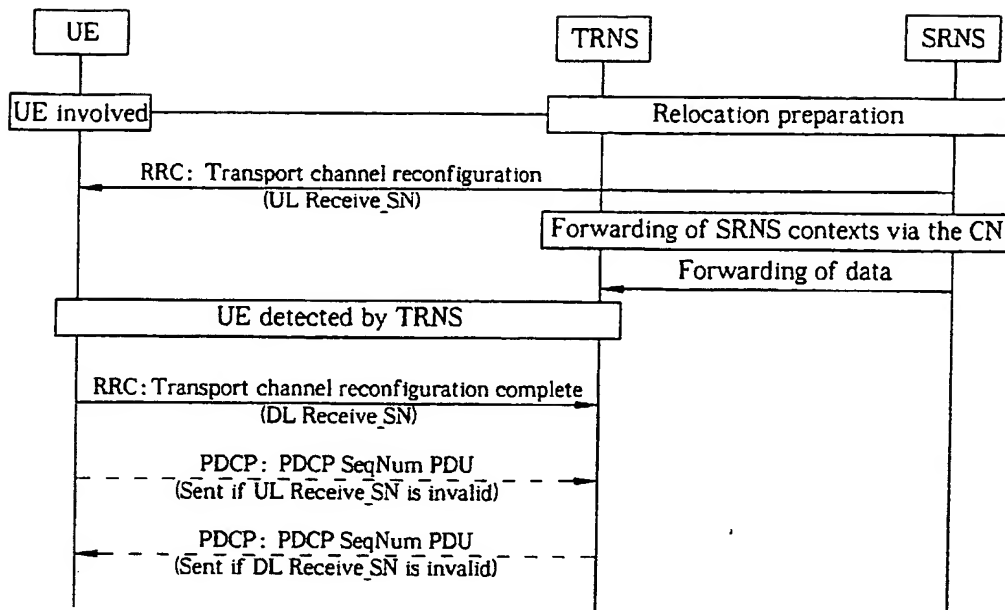 UE
TRNS
SRNS
UE involved
Relocation preparation
RRC: Transport channel reconfiguration
(UL Receive_SN)
Forwarding of SRNS contexts via the CN
Forwarding of data
UE detected by TRNS
RRC: Transport channel reconfiguration complete
(DL Receive_SN)
PDCP: PDCP SeqNum PDU
(Sent if UL Receive_SN is invalid)
PDCP: PDCP SeqNum PDU
(Sent if DL Receive_SN is invalid)